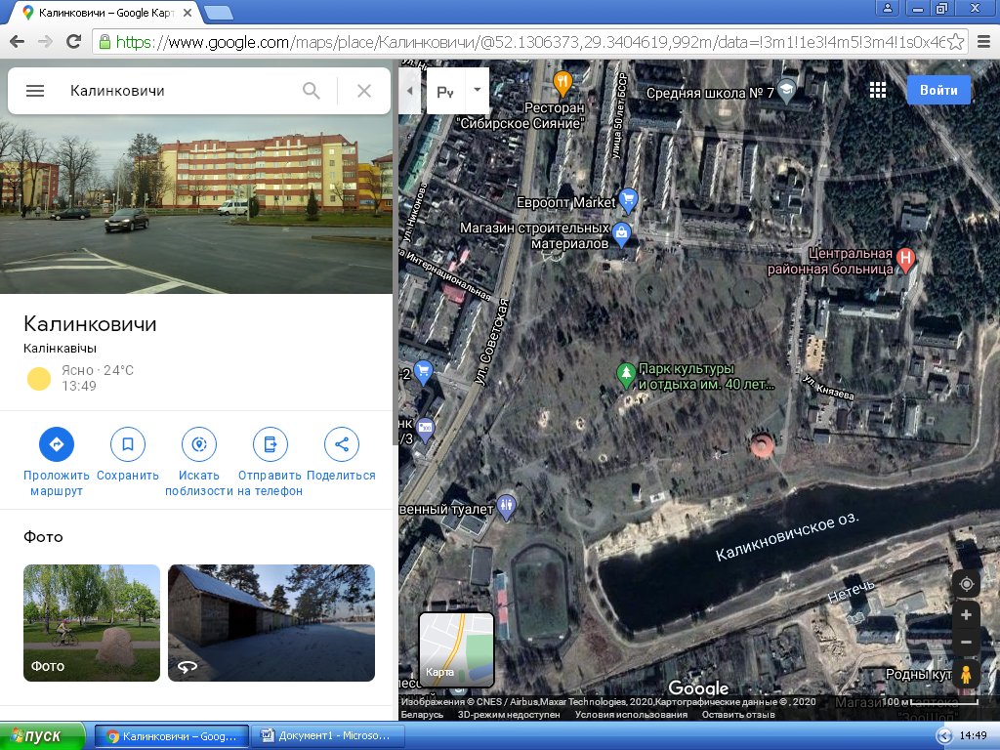 Калинковичи – Google Карт
https://www.google.com/maps/place/Калинковичи/@52.1306373,29.3404619,992m/data=!3m1!1e3!4m5!3m4!1s0x46
Калинковичи
Калинковичи
Калінкавічы
Ясно · 24°C
13:49
Проложить
маршрут
Сохранить
Искать
поблизости
Отправить
на телефон
Поделиться
Фото
Фото
Ру
Войти
Ресторан
"Сибирское Сияние"
улица 50 лет БССР
Средняя школа № 7
ул. Никонова
Евроопт Market
Магазин строительных
материалов
Центральная
районная больница
а Интернациональная
ул. Советская
-2
Парк культуры
и отдыха им. 40 лет...
ул. Князева
нк
/3
венный туалет
Каликновичское оз.
Нетечь
Родны кут
Карта
Google
Магазин
аптека
"ЗооШоп"
Изображения © CNES / Airbus,Maxar Technologies, 2020,Картографические данные © , 2020
100 м
Беларусь
3D-режим недоступен
Условия использования
Оставить отзыв
пуск
Калинковичи – Goog...
Документ1 - Microso...
14:49